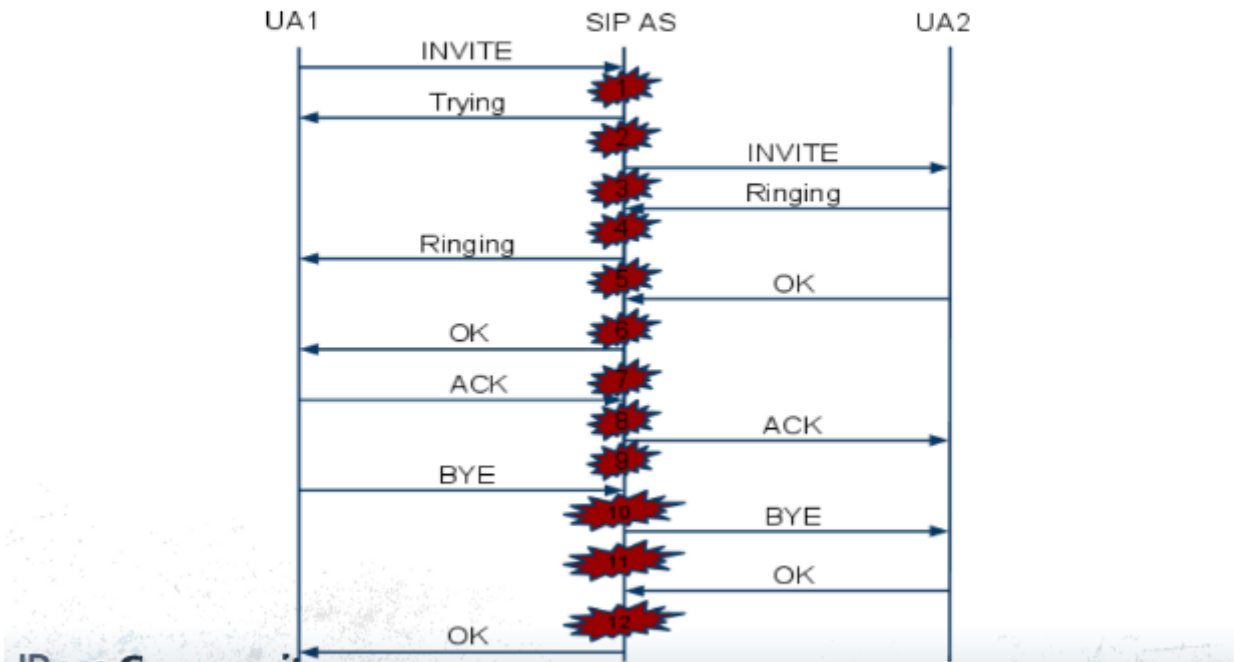 UA1 SIP AS UA2
INVITE
1
Trying
2
INVITE
3
Ringing
4
Ringing
5
OK
6
OK
7
ACK
8
ACK
9
BYE
10
BYE
11
OK
12
OK